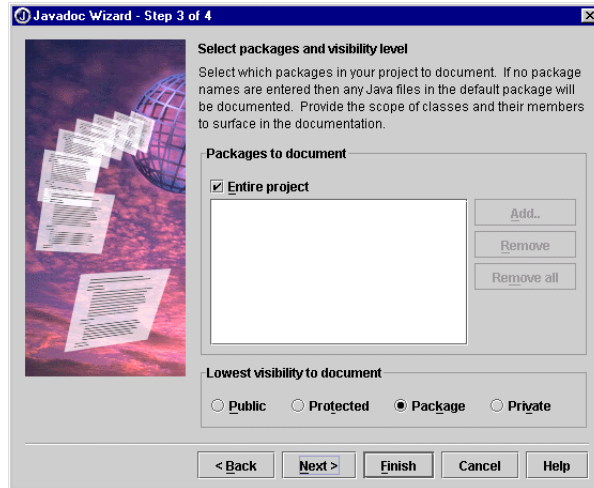 Javadoc Wizard - Step 3 of 4
Select packages and visibility level
Select which packages in your project to document. If no package
names are entered then any Java files in the default package will
be documented. Provide the scope of classes and their members
to surface in the documentation.
Packages to document
Entire project
Add..
Remove
Remove all
Lowest visibility to document
Public Protected Package Private
< Back Next > Finish Cancel Help